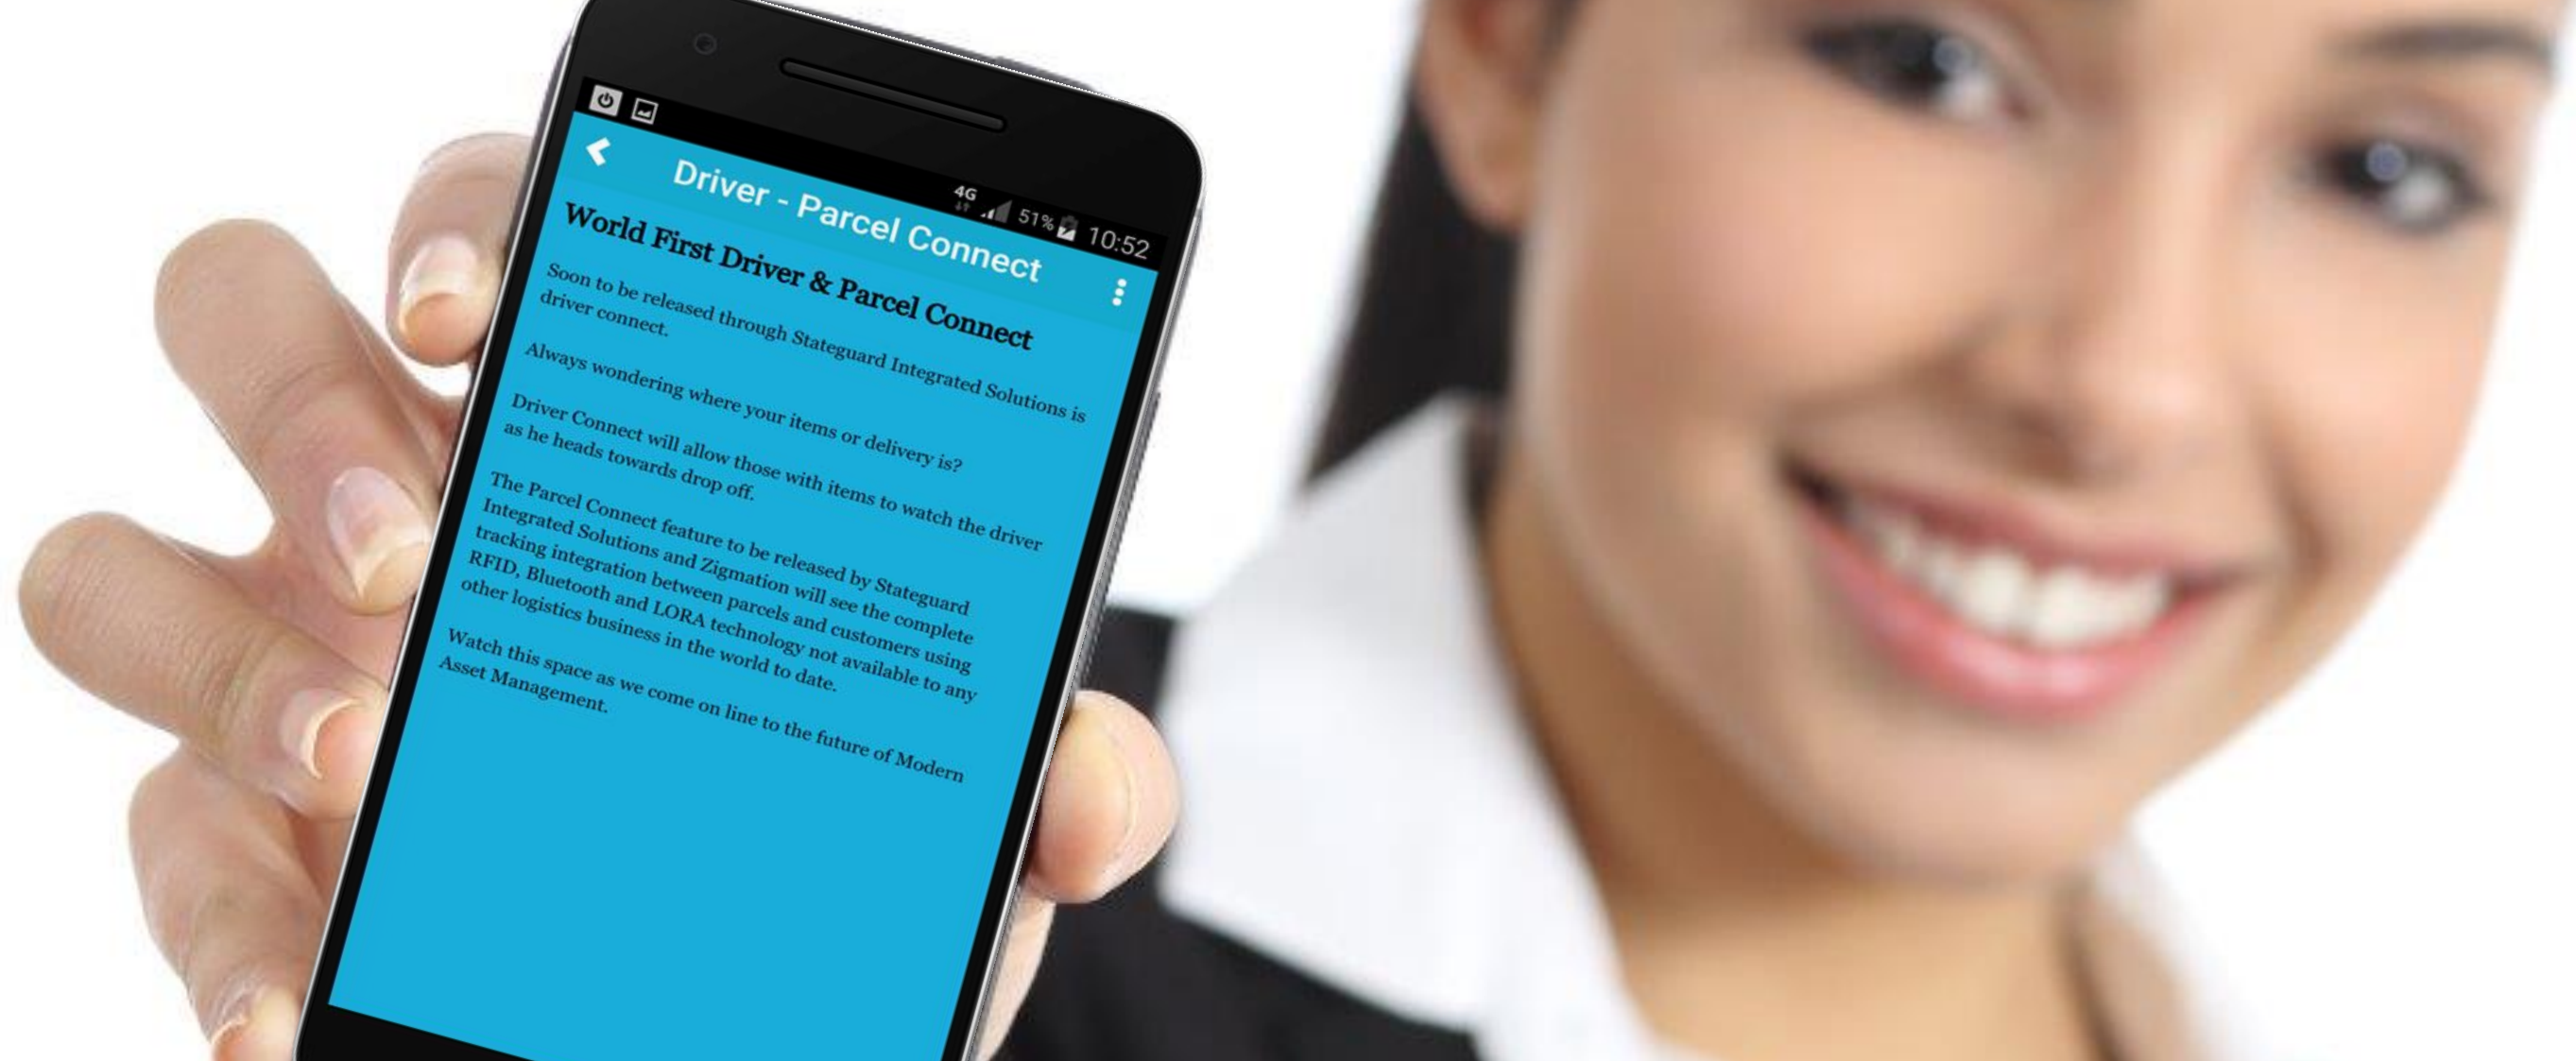 4G 51% 10:52
Driver - Parcel Connect
World First Driver & Parcel Connect
Soon to be released through Stateguard Integrated Solutions is
driver connect.
Always wondering where your items or delivery is?
Driver Connect will allow those with items to watch the driver
as he heads towards drop off.
The Parcel Connect feature to be released by Stateguard
Integrated Solutions and Zigmation will see the complete
tracking integration between parcels and customers using
RFID, Bluetooth and LORA technology not available to any
other logistics business in the world to date.
Watch this space as we come on line to the future of Modern
Asset Management.